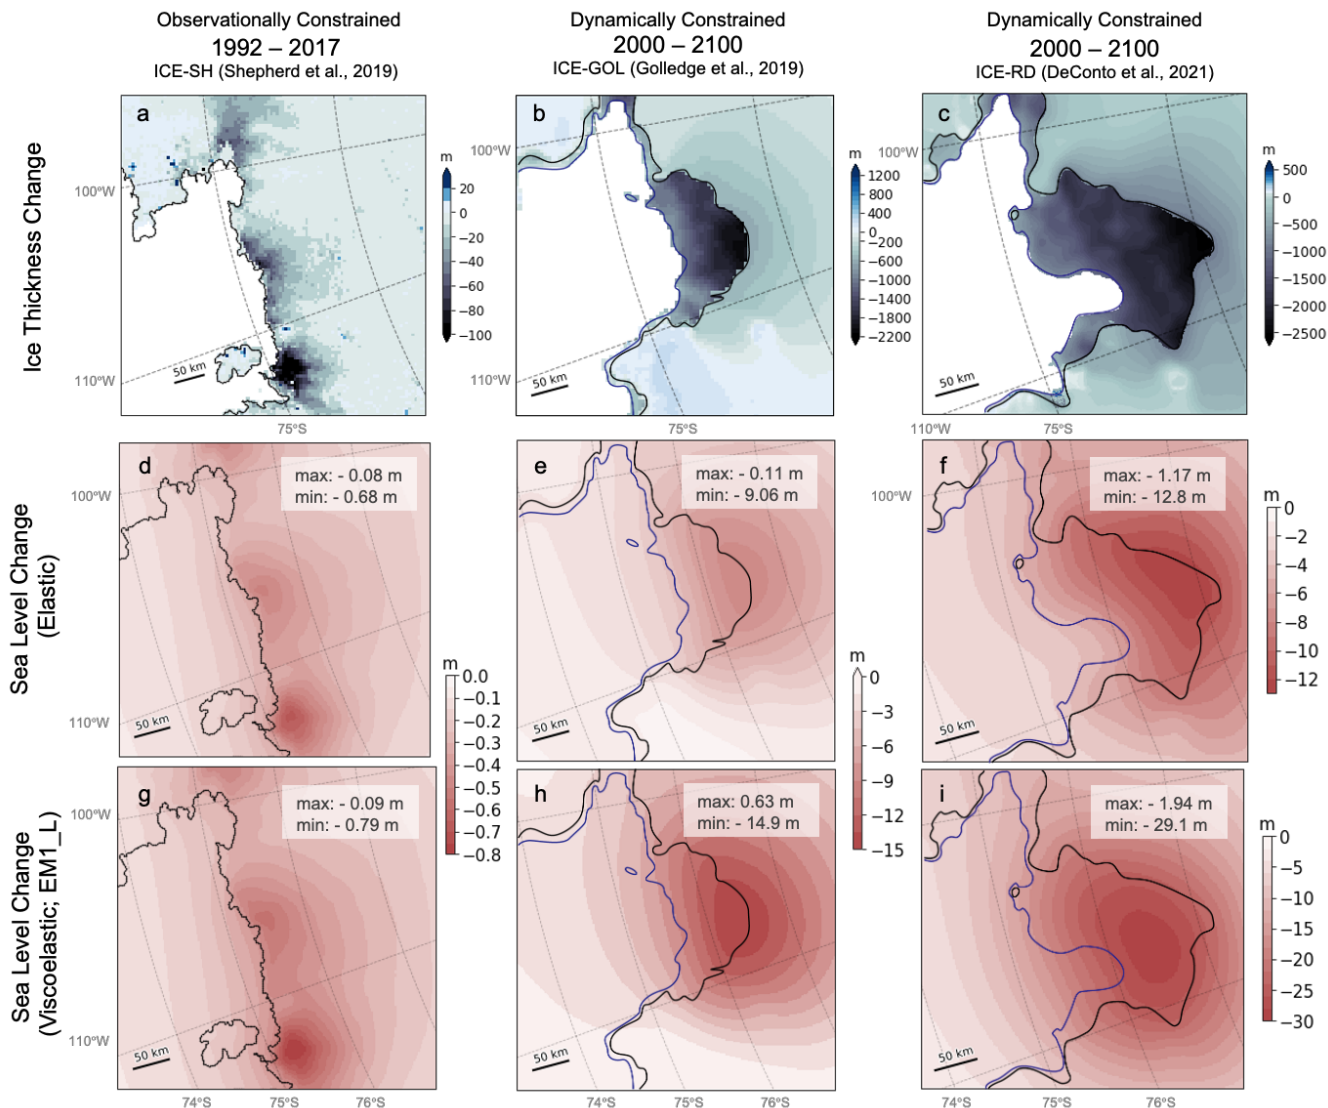 Observationally Constrained
1992 – 2017
ICE-SH (Shepherd et al., 2019)
Dynamically Constrained
2000 – 2100
ICE-GOL (Golledge et al., 2019)
Dynamically Constrained
2000 – 2100
ICE-RD (DeConto et al., 2021)
Ice Thickness Change
a
100°W
110°W
50 km
75°S
m
20
0
−20
−40
−60
−80
−100
b
100°W
110°W
50 km
75°S
m
1200
800
400
0
−600
−1000
−1400
−1800
−2200
c
100°W
110°W
50 km
75°S
m
500
0
−500
−1000
−1500
−2000
−2500
Sea Level Change
(Elastic)
d
max: - 0.08 m
min: - 0.68 m
100°W
110°W
50 km
e
max: - 0.11 m
min: - 9.06 m
50 km
f
max: - 1.17 m
min: - 12.8 m
100°W
50 km
m
0
−2
−4
−6
−8
−10
−12
m
0.0
−0.1
−0.2
−0.3
−0.4
−0.5
−0.6
−0.7
−0.8
m
0
−3
−6
−9
−12
−15
Sea Level Change
(Viscoelastic; EM1_L)
g
max: - 0.09 m
min: - 0.79 m
100°W
110°W
50 km
74°S
75°S
76°S
h
max: 0.63 m
min: - 14.9 m
50 km
74°S
75°S
76°S
i
max: - 1.94 m
min: - 29.1 m
50 km
74°S
75°S
76°S
m
0
−5
−10
−15
−20
−25
−30